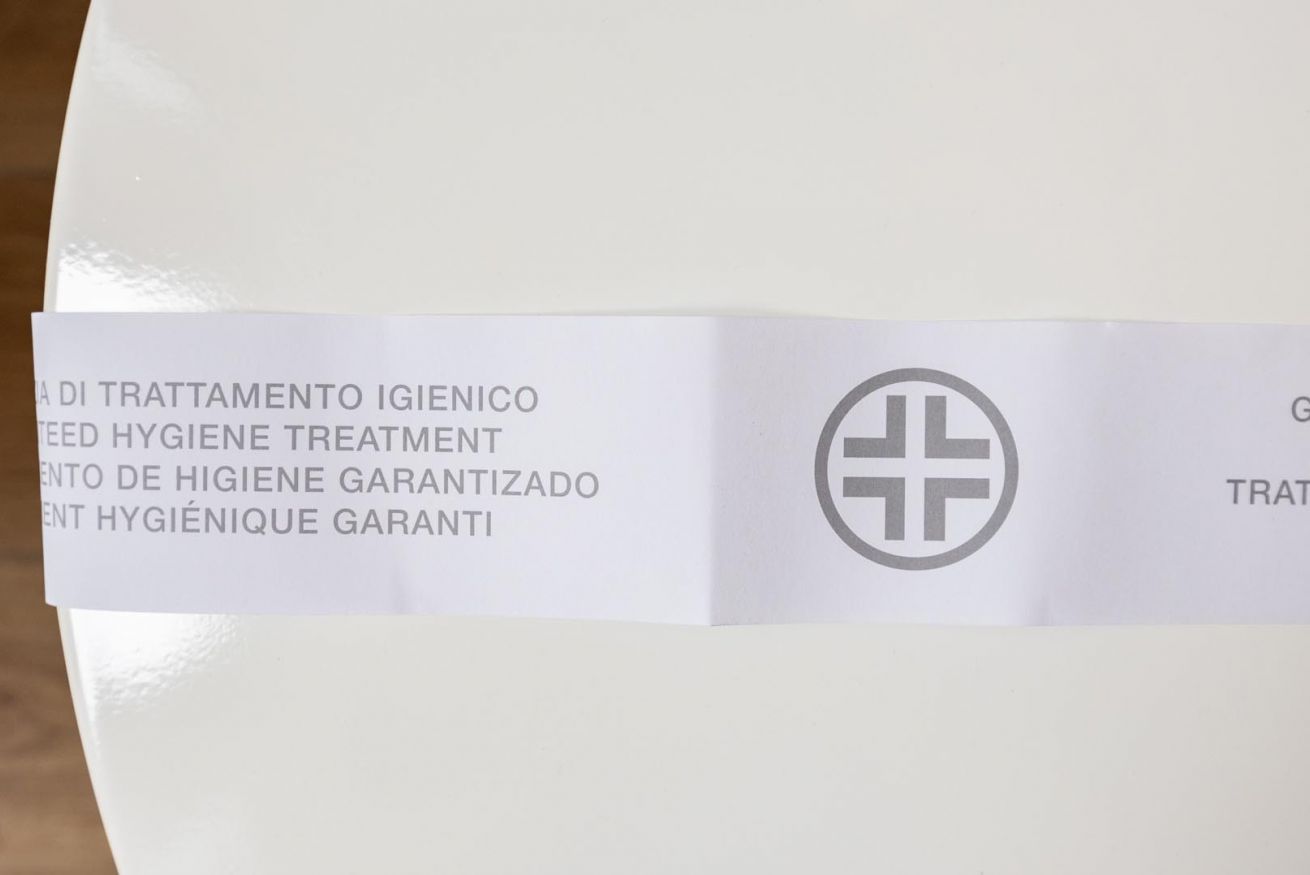 DI TRATTAMENTO IGIENICO
HYGIENE TREATMENT
DE HIGIENE GARANTIZADO
HYGIÉNIQUE GARANTI